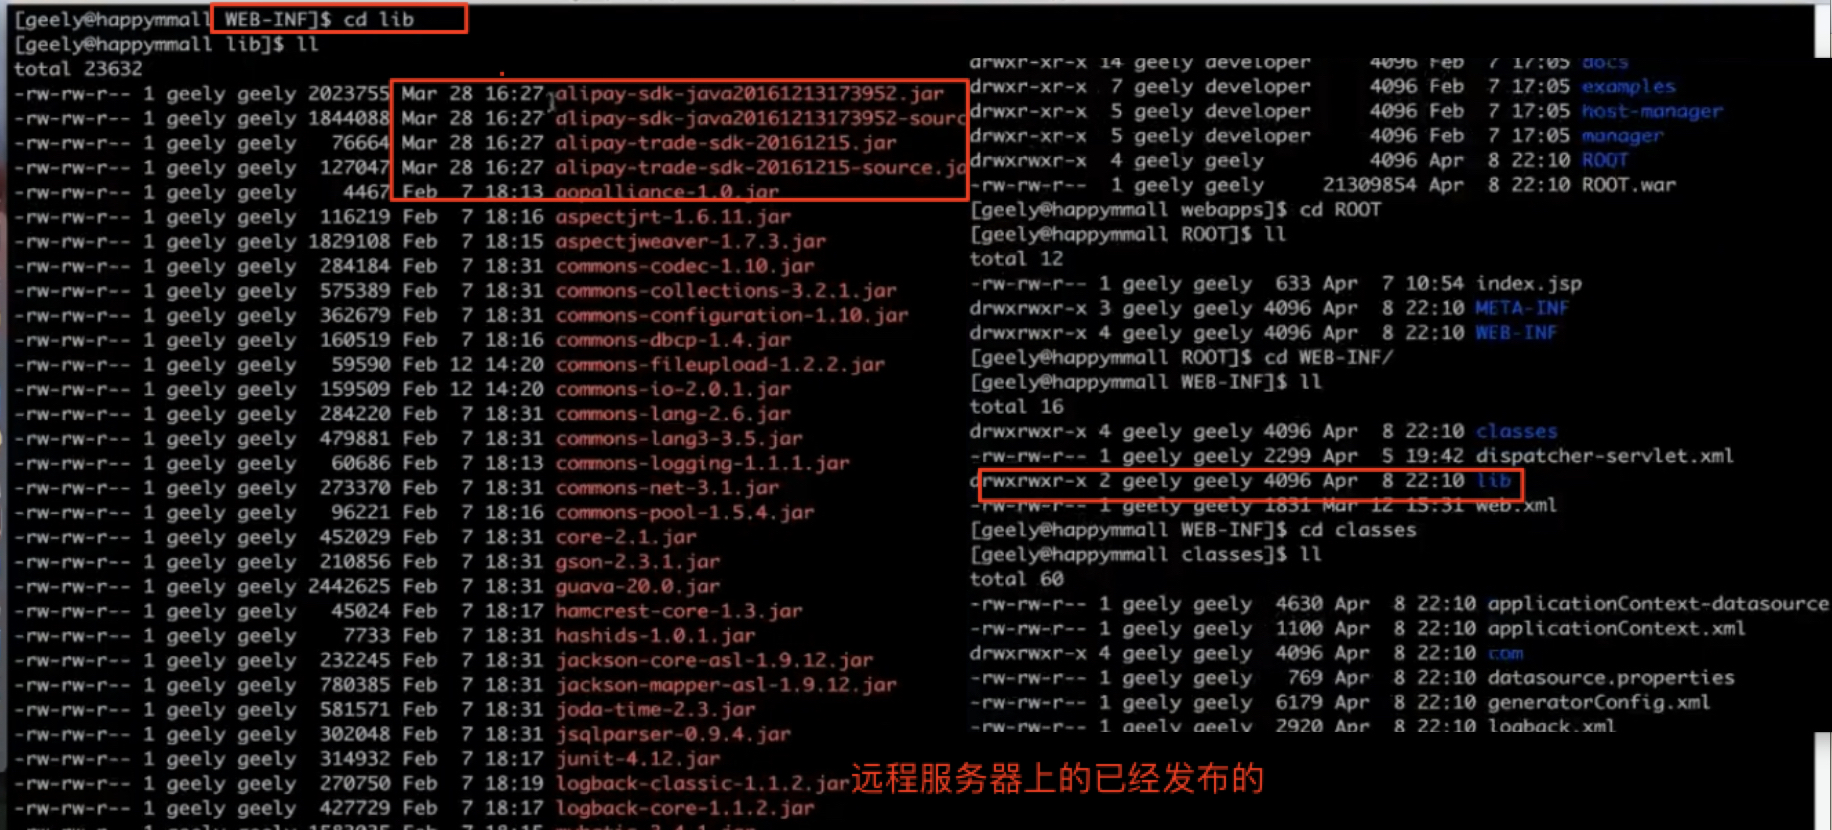 [geely@happymmall WEB-INF]$ cd lib
[geely@happymmall lib]$ ll
total 23632
-rw-rw-r-- 1 geely geely 2023755 Mar 28 16:27 alipay-sdk-java20161213173952.jar
-rw-rw-r-- 1 geely geely 1844088 Mar 28 16:27 alipay-sdk-java20161213173952-sourc
-rw-rw-r-- 1 geely geely 76664 Mar 28 16:27 alipay-trade-sdk-20161215.jar
-rw-rw-r-- 1 geely geely 127047 Mar 28 16:27 alipay-trade-sdk-20161215-source.ja
-rw-rw-r-- 1 geely geely 4467 Feb 7 18:13 aopalliance-1.0.jar
-rw-rw-r-- 1 geely geely 116219 Feb 7 18:16 aspectjrt-1.6.11.jar
-rw-rw-r-- 1 geely geely 1829108 Feb 7 18:15 aspectjweaver-1.7.3.jar
-rw-rw-r-- 1 geely geely 284184 Feb 7 18:31 commons-codec-1.10.jar
-rw-rw-r-- 1 geely geely 575389 Feb 7 18:31 commons-collections-3.2.1.jar
-rw-rw-r-- 1 geely geely 362679 Feb 7 18:31 commons-configuration-1.10.jar
-rw-rw-r-- 1 geely geely 160519 Feb 7 18:16 commons-dbcp-1.4.jar
-rw-rw-r-- 1 geely geely 59590 Feb 12 14:20 commons-fileupload-1.2.2.jar
-rw-rw-r-- 1 geely geely 159509 Feb 12 14:20 commons-io-2.0.1.jar
-rw-rw-r-- 1 geely geely 284220 Feb 7 18:31 commons-lang-2.6.jar
-rw-rw-r-- 1 geely geely 479881 Feb 7 18:31 commons-lang3-3.5.jar
-rw-rw-r-- 1 geely geely 60686 Feb 7 18:13 commons-logging-1.1.1.jar
-rw-rw-r-- 1 geely geely 273370 Feb 7 18:31 commons-net-3.1.jar
-rw-rw-r-- 1 geely geely 96221 Feb 7 18:16 commons-pool-1.5.4.jar
-rw-rw-r-- 1 geely geely 452029 Feb 7 18:31 core-2.1.jar
-rw-rw-r-- 1 geely geely 210856 Feb 7 18:31 gson-2.3.1.jar
-rw-rw-r-- 1 geely geely 2442625 Feb 7 18:31 guava-20.0.jar
-rw-rw-r-- 1 geely geely 45024 Feb 7 18:17 hamcrest-core-1.3.jar
-rw-rw-r-- 1 geely geely 7733 Feb 7 18:31 hashids-1.0.1.jar
-rw-rw-r-- 1 geely geely 232245 Feb 7 18:31 jackson-core-asl-1.9.12.jar
-rw-rw-r-- 1 geely geely 780385 Feb 7 18:31 jackson-mapper-asl-1.9.12.jar
-rw-rw-r-- 1 geely geely 581571 Feb 7 18:31 joda-time-2.3.jar
-rw-rw-r-- 1 geely geely 302048 Feb 7 18:31 jsqlparser-0.9.4.jar
-rw-rw-r-- 1 geely geely 314932 Feb 7 18:17 junit-4.12.jar
-rw-rw-r-- 1 geely geely 270750 Feb 7 18:19 logback-classic-1.1.2.jar
-rw-rw-r-- 1 geely geely 427729 Feb 7 18:17 logback-core-1.1.2.jar
drwxr-xr-x 14 geely developer 4096 Feb 7 17:05 docs
drwxr-xr-x 7 geely developer 4096 Feb 7 17:05 examples
drwxr-xr-x 5 geely developer 4096 Feb 7 17:05 host-manager
drwxr-xr-x 5 geely developer 4096 Feb 7 17:05 manager
drwxrwxr-x 4 geely geely 4096 Apr 8 22:10 ROOT
-rw-rw-r-- 1 geely geely 21309854 Apr 8 22:10 ROOT.war
[geely@happymmall webapps]$ cd ROOT
[geely@happymmall ROOT]$ ll
total 12
-rw-rw-r-- 1 geely geely 633 Apr 7 10:54 index.jsp
drwxrwxr-x 3 geely geely 4096 Apr 8 22:10 META-INF
drwxrwxr-x 4 geely geely 4096 Apr 8 22:10 WEB-INF
[geely@happymmall ROOT]$ cd WEB-INF/
[geely@happymmall WEB-INF]$ ll
total 16
drwxrwxr-x 4 geely geely 4096 Apr 8 22:10 classes
-rw-rw-r-- 1 geely geely 2299 Apr 5 19:42 dispatcher-servlet.xml
drwxrwxr-x 2 geely geely 4096 Apr 8 22:10 lib
-rw-rw-r-- 1 geely geely 1831 Mar 12 15:31 web.xml
[geely@happymmall WEB-INF]$ cd classes
[geely@happymmall classes]$ ll
total 60
-rw-rw-r-- 1 geely geely 4630 Apr 8 22:10 applicationContext-datasource
-rw-rw-r-- 1 geely geely 1100 Apr 8 22:10 applicationContext.xml
drwxrwxr-x 4 geely geely 4096 Apr 8 22:10 com
-rw-rw-r-- 1 geely geely 769 Apr 8 22:10 datasource.properties
-rw-rw-r-- 1 geely geely 6179 Apr 8 22:10 generatorConfig.xml
-rw-rw-r-- 1 geely geely 2920 Apr 8 22:10 logback.xml
远程服务器上的已经发布的